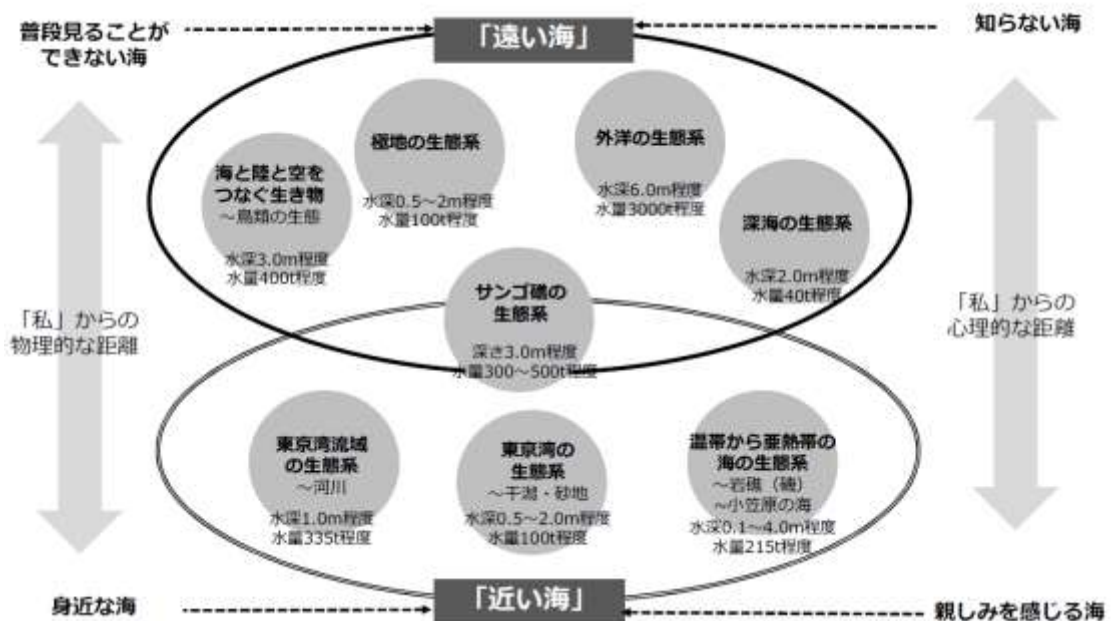 普段見ることが
できない海
「遠い海」
知らない海
極地の生態系
水深0.5～2m程度
水量100t程度
外洋の生態系
水深6.0m程度
水量3000t程度
海と陸と空を
つなぐ生き物
～鳥類の生態
水深3.0m程度
水量400t程度
深海の生態系
水深2.0m程度
水量40t程度
サンゴ礁の
生態系
深さ3.0m程度
水量300～500t程度
「私」からの
物理的な距離
「私」からの
心理的な距離
東京湾流域
の生態系
～河川
水深1.0m程度
水量335t程度
東京湾の
生態系
～干潟・砂地
水深0.5～2.0m程度
水量100t程度
温帯から亜熱帯の
海の生態系
～岩礁（磯）
～小笠原の海
水深0.1～4.0m程度
水量215t程度
身近な海
「近い海」
親しみを感じる海